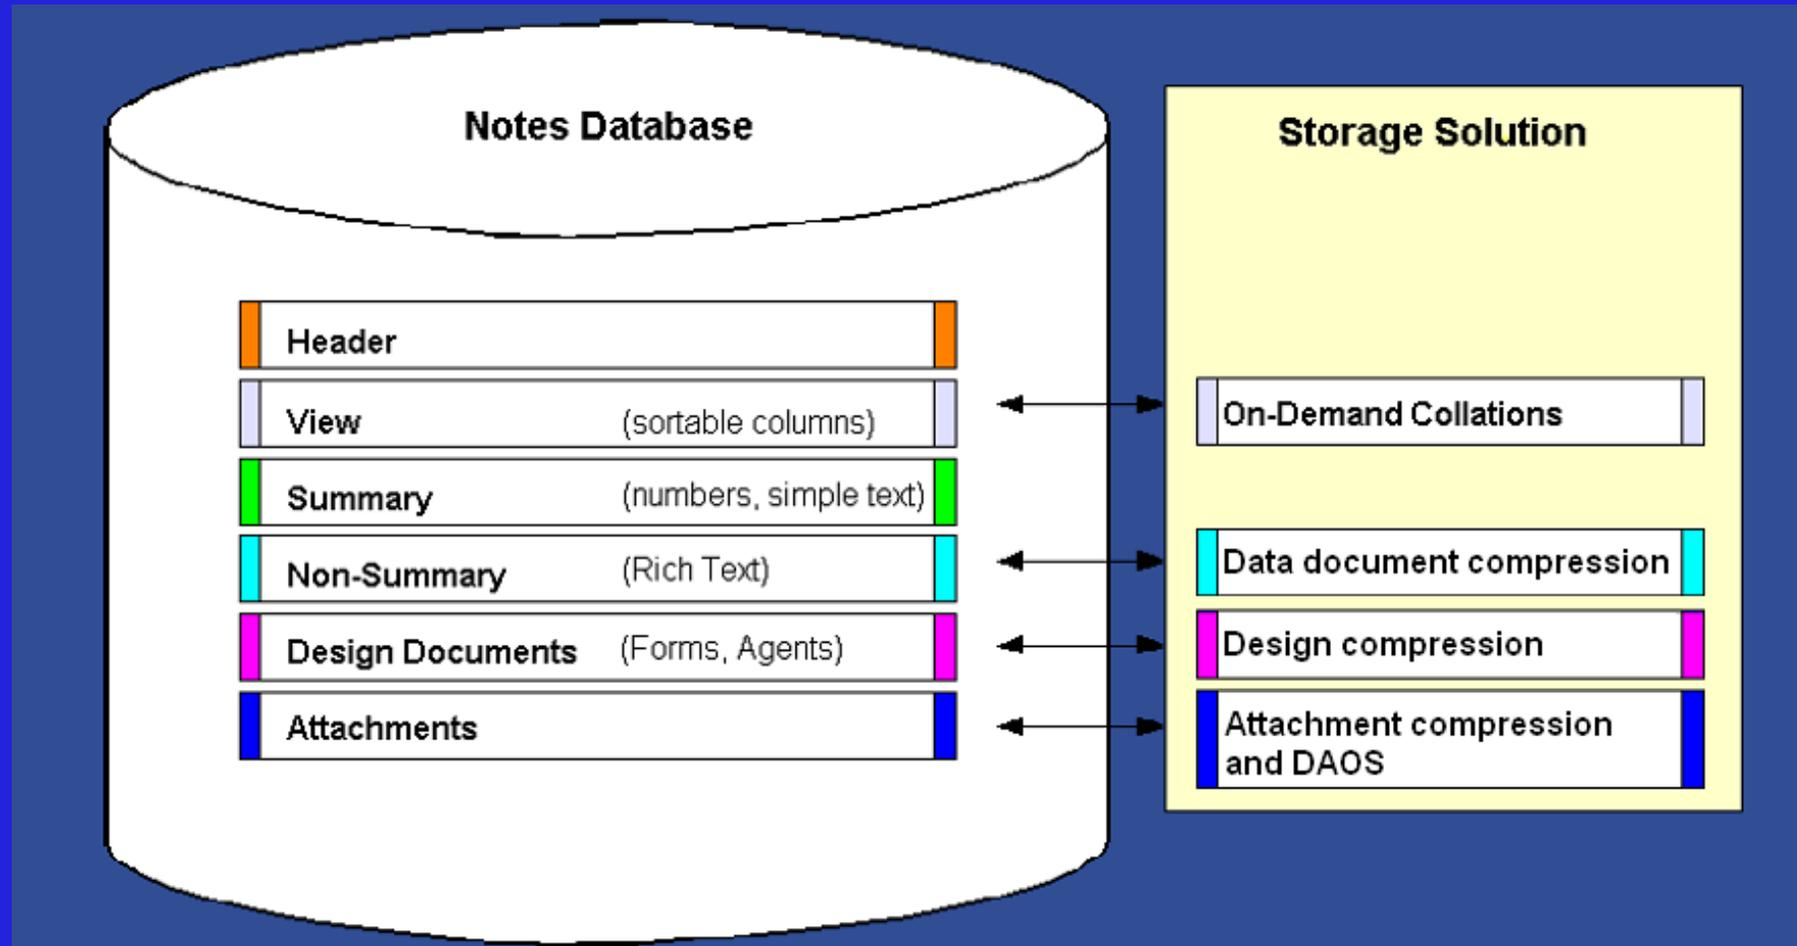 Notes Database
Header
View (sortable columns)
Summary (numbers, simple text)
Non-Summary (Rich Text)
Design Documents (Forms, Agents)
Attachments
Storage Solution
On-Demand Collations
Data document compression
Design compression
Attachment compression
and DAOS